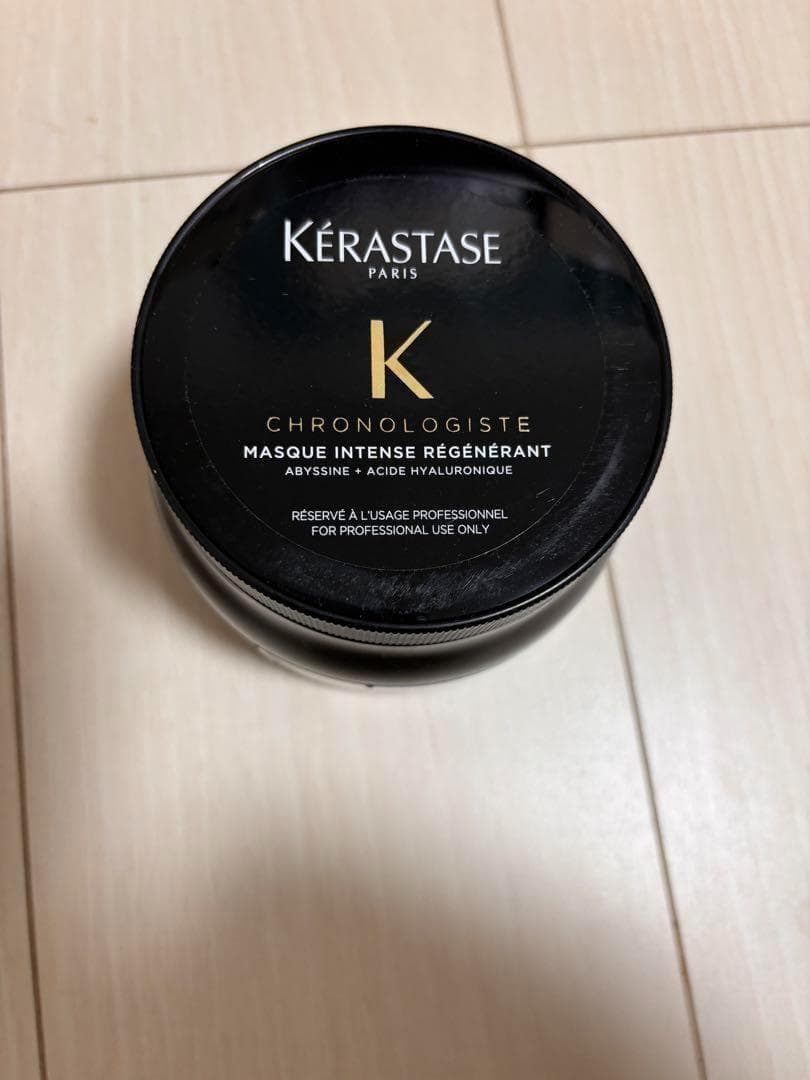 KÉRASTASE
PARIS
K
CHRONOLOGISTE
MASQUE INTENSE RÉGÉNÉRANT
ABYSSINE + ACIDE HYALURONIQUE
RÉSERVÉ À L'USAGE PROFESSIONNEL
FOR PROFESSIONAL USE ONLY